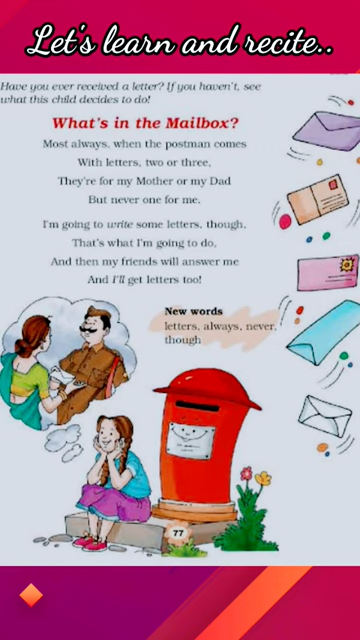 Let's learn and recite..
Have you ever received a letter? If you haven't, see
what this child decides to do!
What's in the Mailbox?
Most always, when the postman comes
With letters, two or three,
They're for my Mother or my Dad
But never one for me.
I'm going to write some letters, though,
That's what I'm going to do,
And then my friends will answer me
And I'll get letters too!
New words
letters, always, never,
though
77